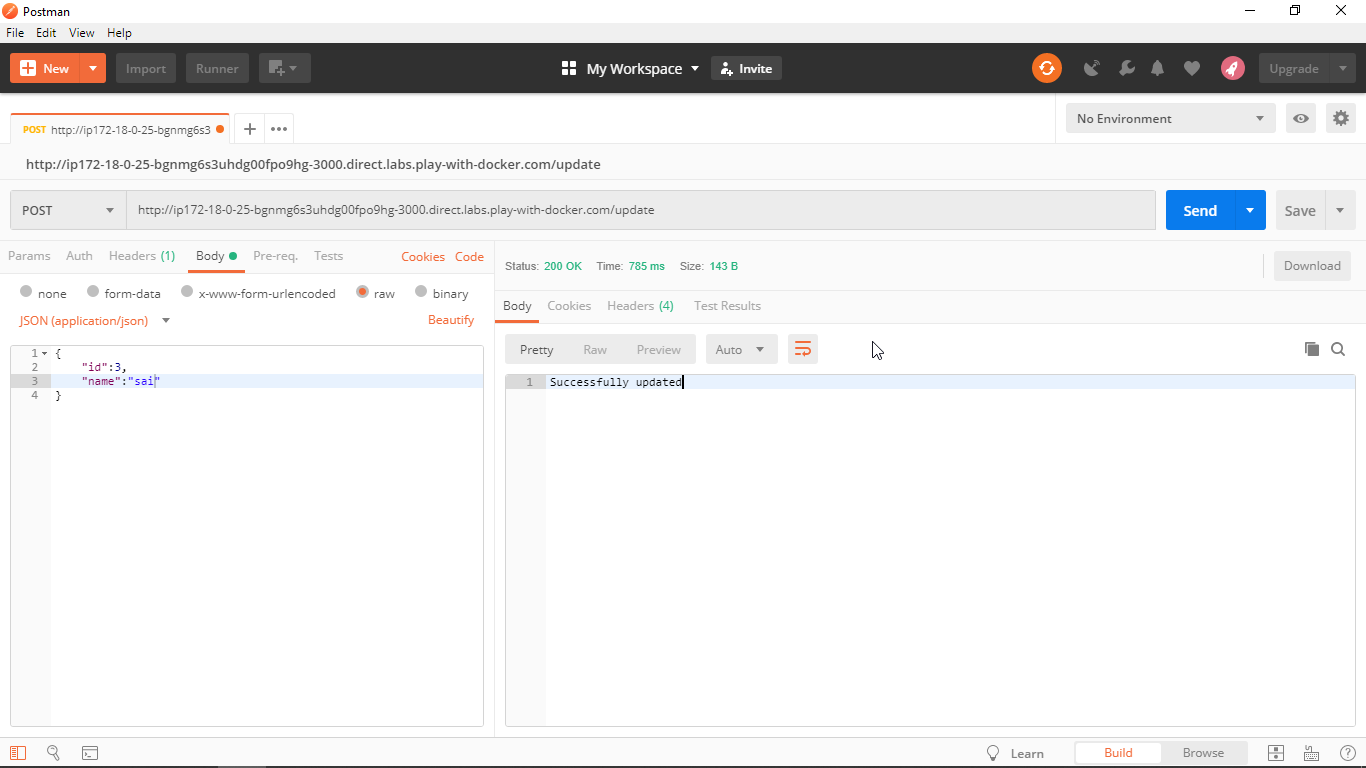 Postman
File Edit View Help
New Import Runner My Workspace Invite Upgrade
POST http://ip172-18-0-25-bgnmg6s3 No Environment
http://ip172-18-0-25-bgnmg6s3uhdg00fpo9hg-3000.direct.labs.play-with-docker.com/update
POST http://ip172-18-0-25-bgnmg6s3uhdg00fpo9hg-3000.direct.labs.play-with-docker.com/update Send Save
Params Auth Headers (1) Body Pre-req. Tests Cookies Code
Status: 200 OK Time: 785 ms Size: 143 B Download
none form-data x-www-form-urlencoded raw binary
Body Cookies Headers (4) Test Results
JSON (application/json) Beautify
Pretty Raw Preview Auto
1 {
2 "id":3,
3 "name":"sai"
4 }
1 Successfully updated
Learn Build Browse